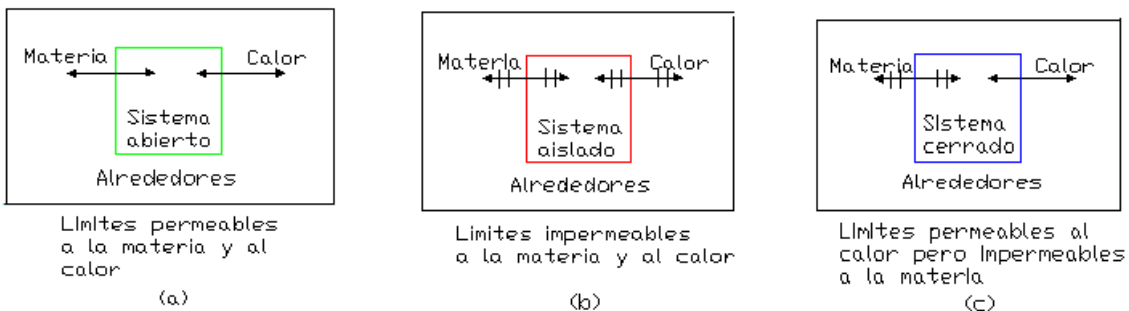 Materia
Calor
Sistema
abierto
Alrededores
Limites permeables
a la materia y al
calor
(a)
Materia
Calor
Sistema
aislado
Alrededores
Limites impermeables
a la materia y al calor
(b)
Materia
Calor
Sistema
cerrado
Alrededores
Limites permeables al
calor pero Impermeables
a la materia
(c)